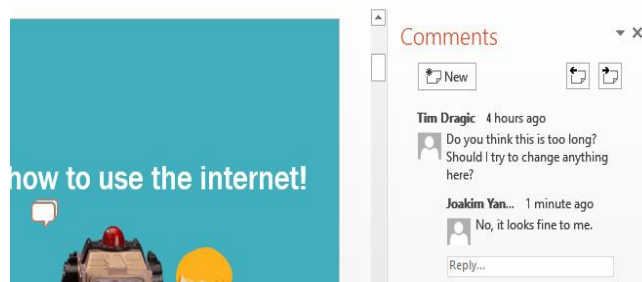 how to use the internet!
Comments
New
Tim Dragic 4 hours ago
Do you think this is too long?
Should I try to change anything
here?
Joakim Yan... 1 minute ago
No, it looks fine to me.
Reply...